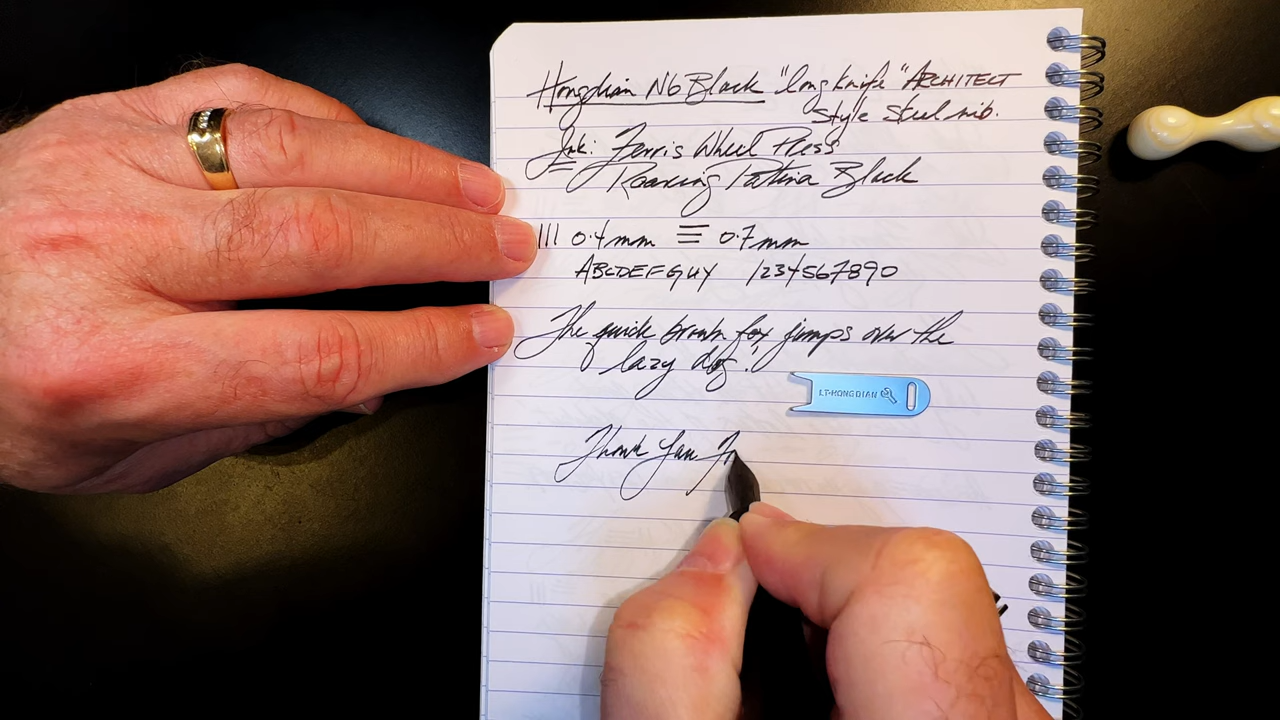 Hongdian N6 Black "long knife" ARCHITECT
style steel nib.
Ink: Ferris Wheel Press
Roaring Patina Black
||| 0.4mm ≡ 0.7mm
ABCDEFGHY 1234567890
The quick brown fox jumps over the
lazy dog!
LT-HONGDIAN
Thank You Fo